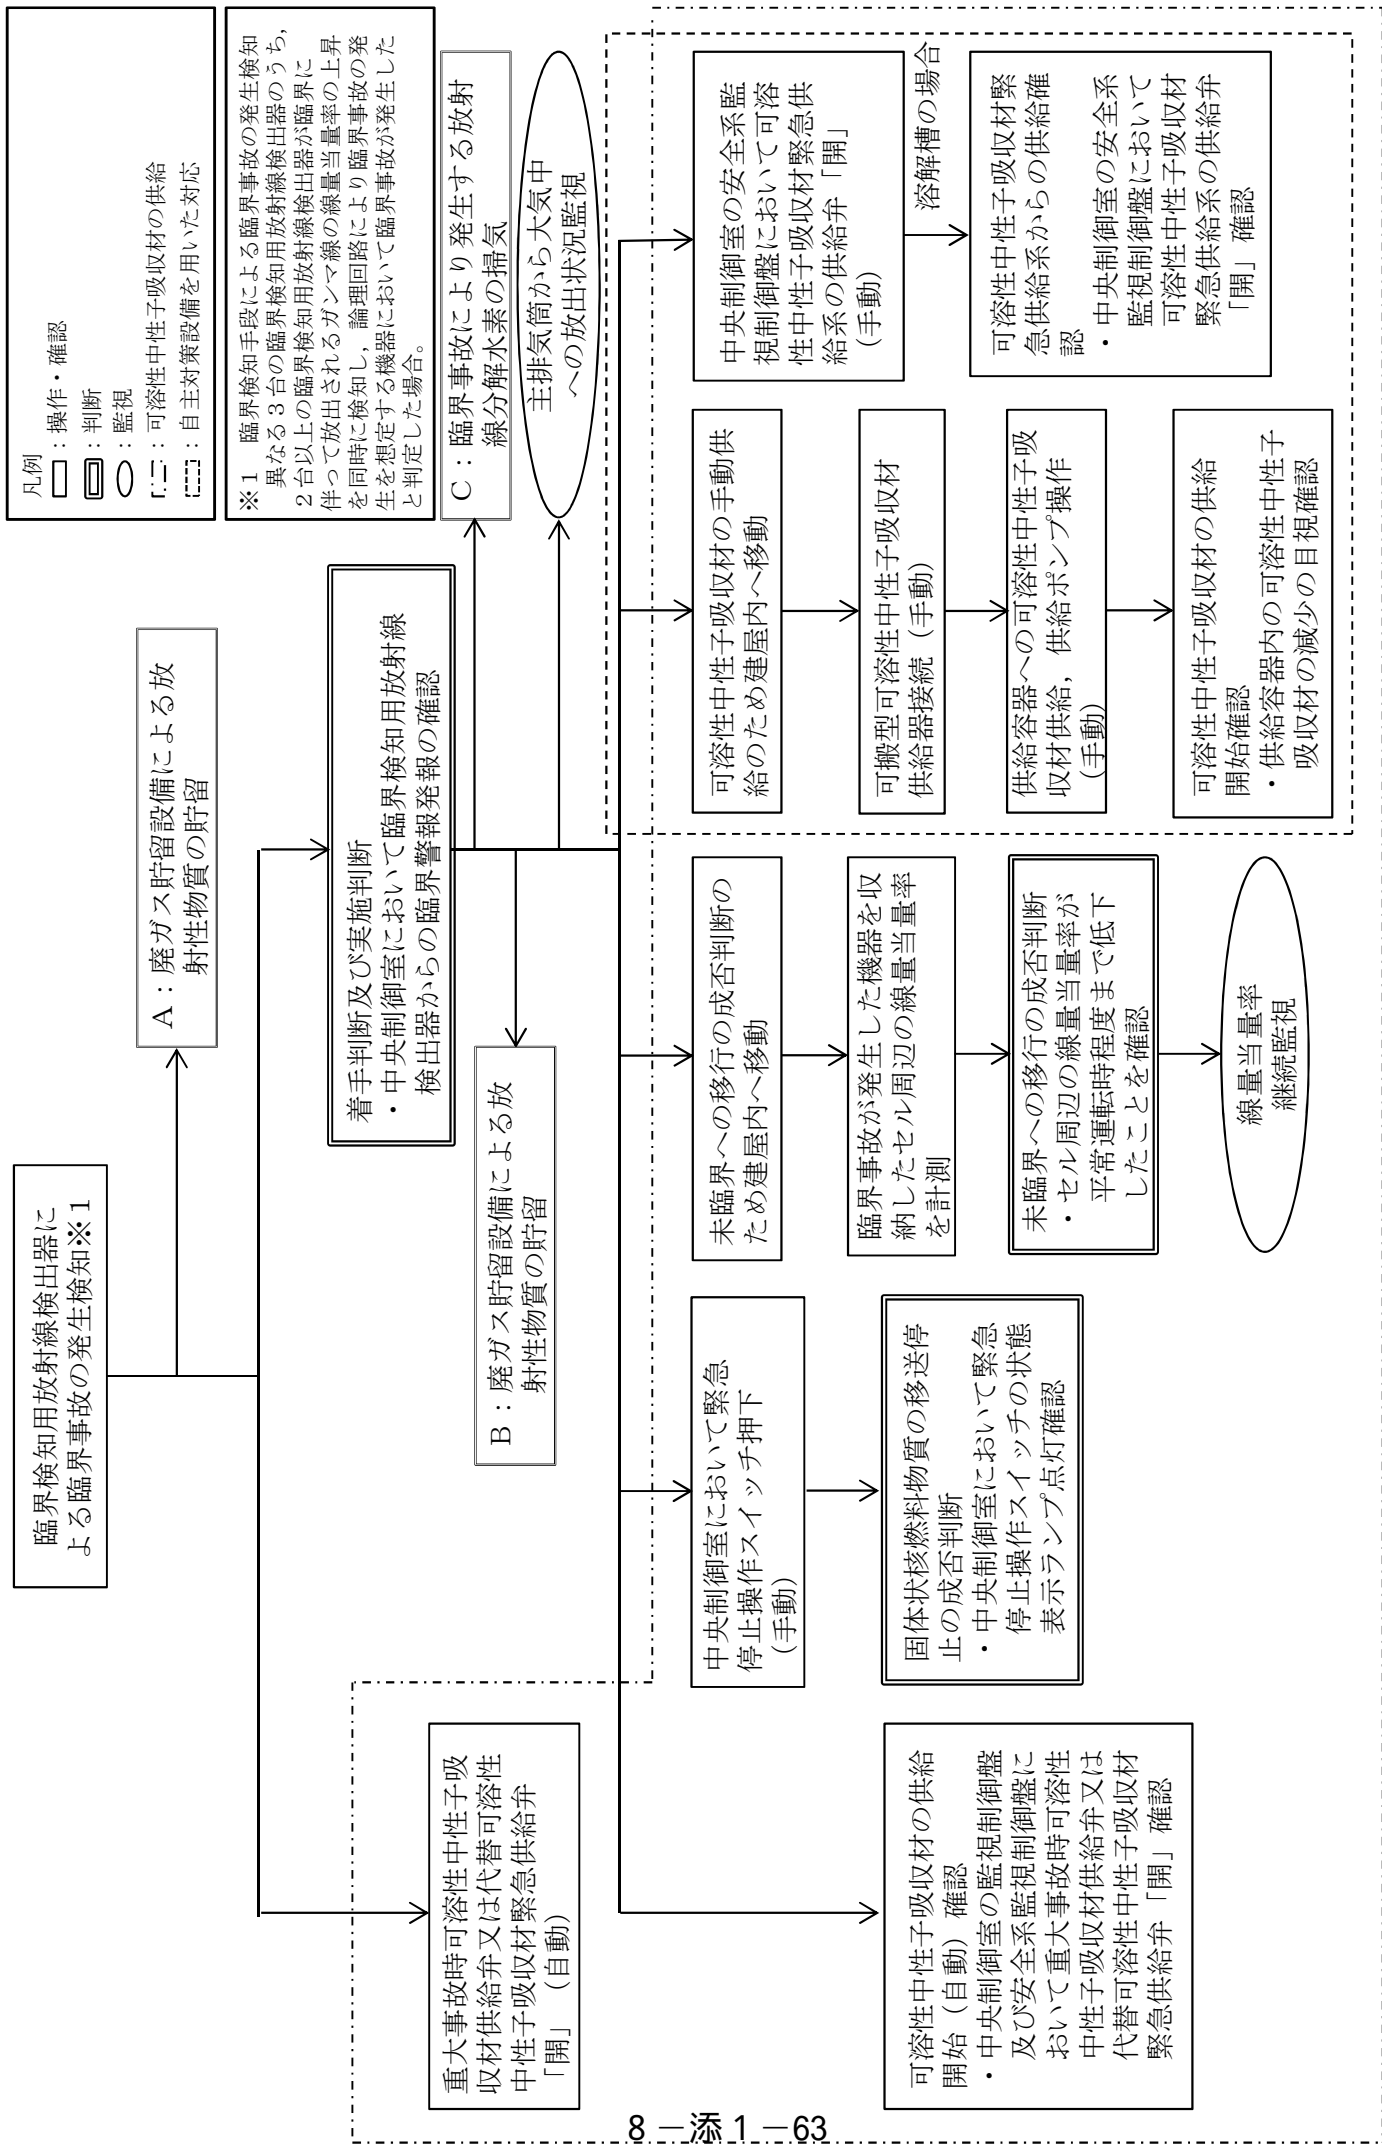 臨界検知用放射線検出器に
よる臨界事故の発生検知※1
A：廃ガス貯留設備による放
射性物質の貯留
凡例
：操作・確認
：判断
：監視
：可溶性中性子吸収材の供給
：自主対策設備を用いた対応
※1　臨界検知手段による臨界事故の発生検知
異なる3台の臨界検知用放射線検出器のうち，
2台以上の臨界検知用放射線検出器が臨界に
伴って放出されるガンマ線の線量当量率の上昇
を同時に検知し，論理回路により臨界事故の発
生を想定する機器において臨界事故が発生した
と判定した場合。
着手判断及び実施判断
・中央制御室において臨界検知用放射線
検出器からの臨界警報発報の確認
B：廃ガス貯留設備による放
射性物質の貯留
C：臨界事故により発生する放射
線分解水素の掃気
主排気筒から大気中
への放出状況監視
重大事故時可溶性中性子吸
収材供給弁又は代替可溶性
中性子吸収材緊急供給弁
「開」（自動）
可溶性中性子吸収材の供給
開始（自動）確認
・中央制御室の監視制御盤
及び安全系監視制御盤に
おいて重大事故時可溶性
中性子吸収材供給弁又は
代替可溶性中性子吸収材
緊急供給弁「開」確認
中央制御室において緊急
停止操作スイッチ押下
（手動）
固体状核燃料物質の移送停
止の成否判断
・中央制御室において緊急
停止操作スイッチの状態
表示ランプ点灯確認
未臨界への移行の成否判断の
ため建屋内へ移動
臨界事故が発生した機器を収
納したセル周辺の線量当量率
を計測
未臨界への移行の成否判断
・セル周辺の線量当量率が
平常運転時程度まで低下
したことを確認
線量当量率
継続監視
可溶性中性子吸収材の手動供
給のため建屋内へ移動
可搬型可溶性中性子吸収材
供給器接続（手動）
供給容器への可溶性中性子吸
収材供給，供給ポンプ操作
（手動）
可溶性中性子吸収材の供給
開始確認
・供給容器内の可溶性中性子
吸収材の減少の目視確認
中央制御室の安全系監
視制御盤において可溶
性中性子吸収材緊急供
給系の供給弁「開」
（手動）
溶解槽の場合
可溶性中性子吸収材緊
急供給系からの供給確
認
・中央制御室の安全系
監視制御盤において
可溶性中性子吸収材
緊急供給系の供給弁
「開」確認
8－添1－63